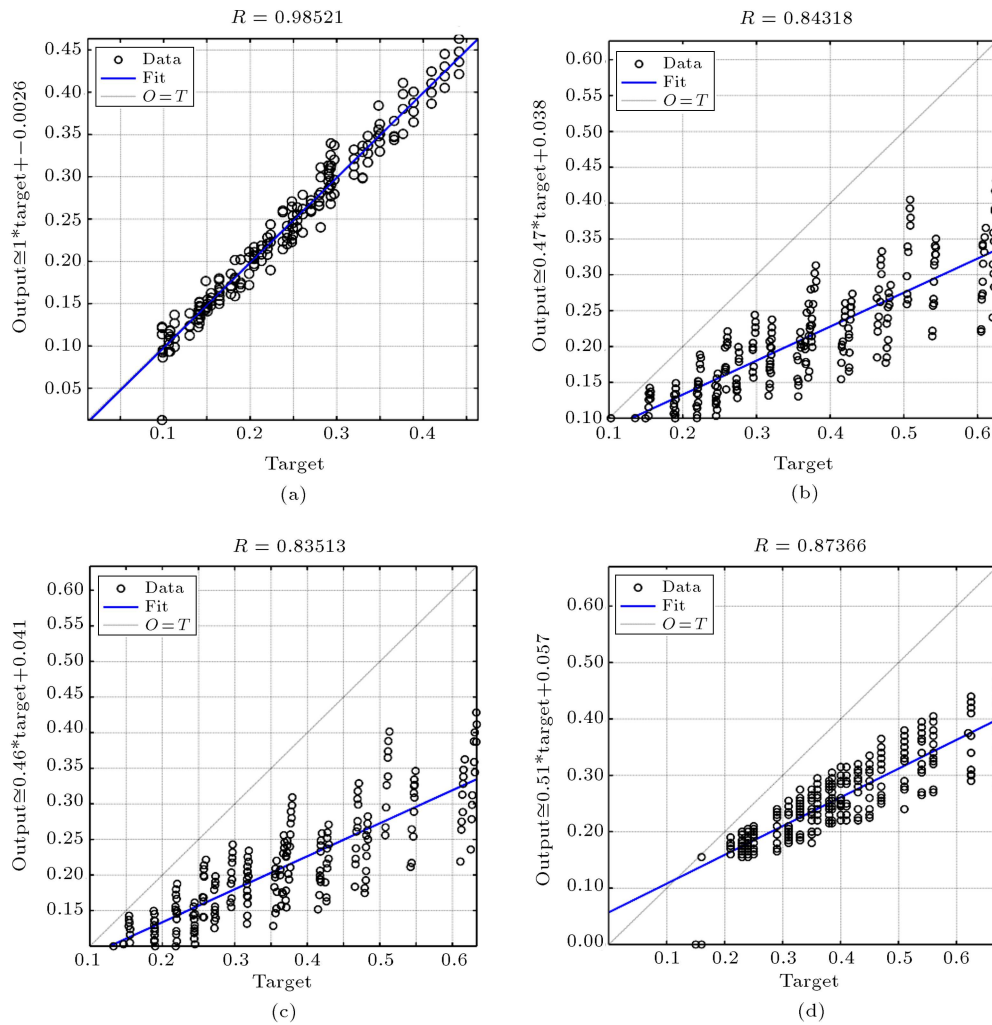 R = 0.98521
Output≅1*target+−0.0026
0.45
0.40
0.35
0.30
0.25
0.20
0.15
0.10
0.05
Data
Fit
O=T
0.1
0.2
0.3
0.4
Target
(a)
R = 0.84318
Output≅0.47*target+0.038
0.60
0.55
0.50
0.45
0.40
0.35
0.30
0.25
0.20
0.15
0.10
Data
Fit
O=T
0.1
0.2
0.3
0.4
0.5
0.6
Target
(b)
R = 0.83513
Output≅0.46*target+0.041
0.60
0.55
0.50
0.45
0.40
0.35
0.30
0.25
0.20
0.15
0.1
Data
Fit
O=T
0.1
0.2
0.3
0.4
0.5
0.6
Target
(c)
R = 0.87366
Output≅0.51*target+0.057
0.60
0.50
0.40
0.30
0.20
0.10
0.00
Data
Fit
O=T
0.1
0.2
0.3
0.4
0.5
0.6
Target
(d)